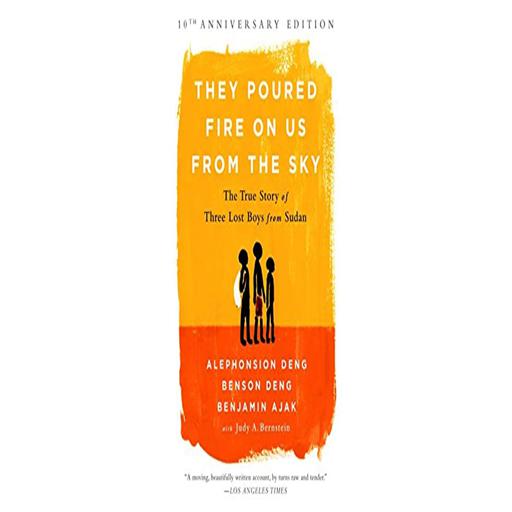 10TH ANNIVERSARY EDITION
THEY POURED
FIRE ON US
FROM THE SKY
The True Story of
Three Lost Boys from Sudan
ALEPHONSION DENG
BENSON DENG
BENJAMIN AJAK
with Judy A. Bernstein
"A moving, beautifully written account, by turns raw and tender."
—LOS ANGELES TIMES